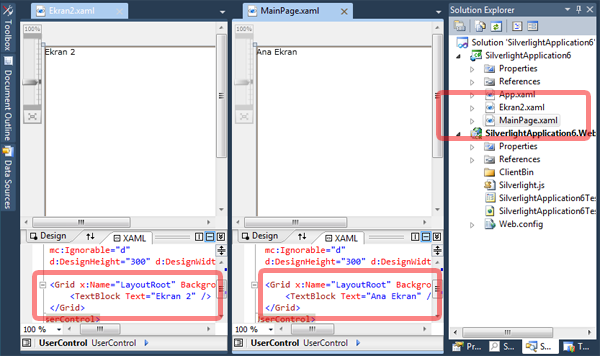 Toolbox
Document Outline
Data Sources
Ekran2.xaml
100%
Ekran 2
Design
XAML
mc:Ignorable="d"
d:DesignHeight="300" d:DesignWidt
<Grid x:Name="LayoutRoot" Backgro
<TextBlock Text="Ekran 2" />
</Grid>
serControl>
100 %
UserControl UserControl
MainPage.xaml
100%
Ana Ekran
Design
XAML
mc:Ignorable="d"
d:DesignHeight="300" d:DesignWi
<Grid x:Name="LayoutRoot" Backg
<TextBlock Text="Ana Ekran" /
</Grid>
serControl>
100 %
UserControl UserControl
Solution Explorer
Solution 'SilverlightApplication6'
SilverlightApplication6
Properties
References
App.xaml
Ekran2.xaml
MainPage.xaml
SilverlightApplication6.Web
Properties
References
ClientBin
Silverlight.js
SilverlightApplication6Tes
SilverlightApplication6Tes
Web.config
Pr...
S...
S...
T...